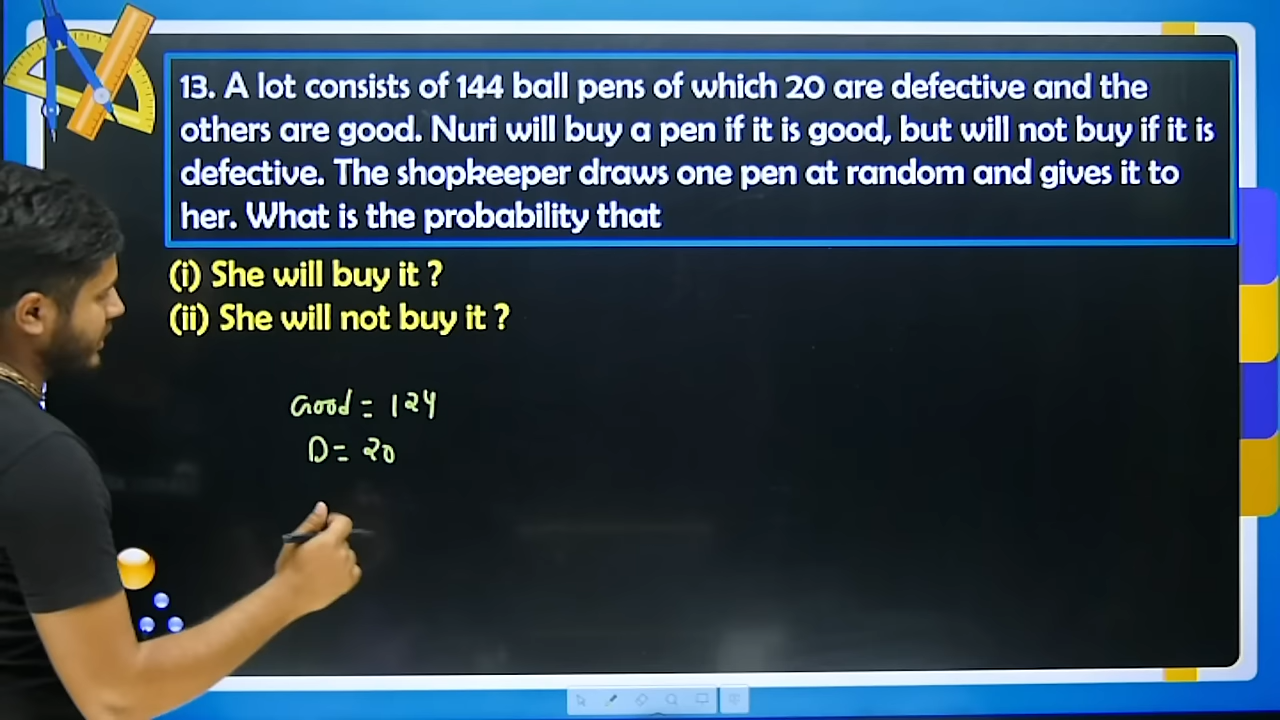 13. A lot consists of 144 ball pens of which 20 are defective and the
others are good. Nuri will buy a pen if it is good, but will not buy if it is
defective. The shopkeeper draws one pen at random and gives it to
her. What is the probability that
(i) She will buy it ?
(ii) She will not buy it ?
Good = 124
D = 20